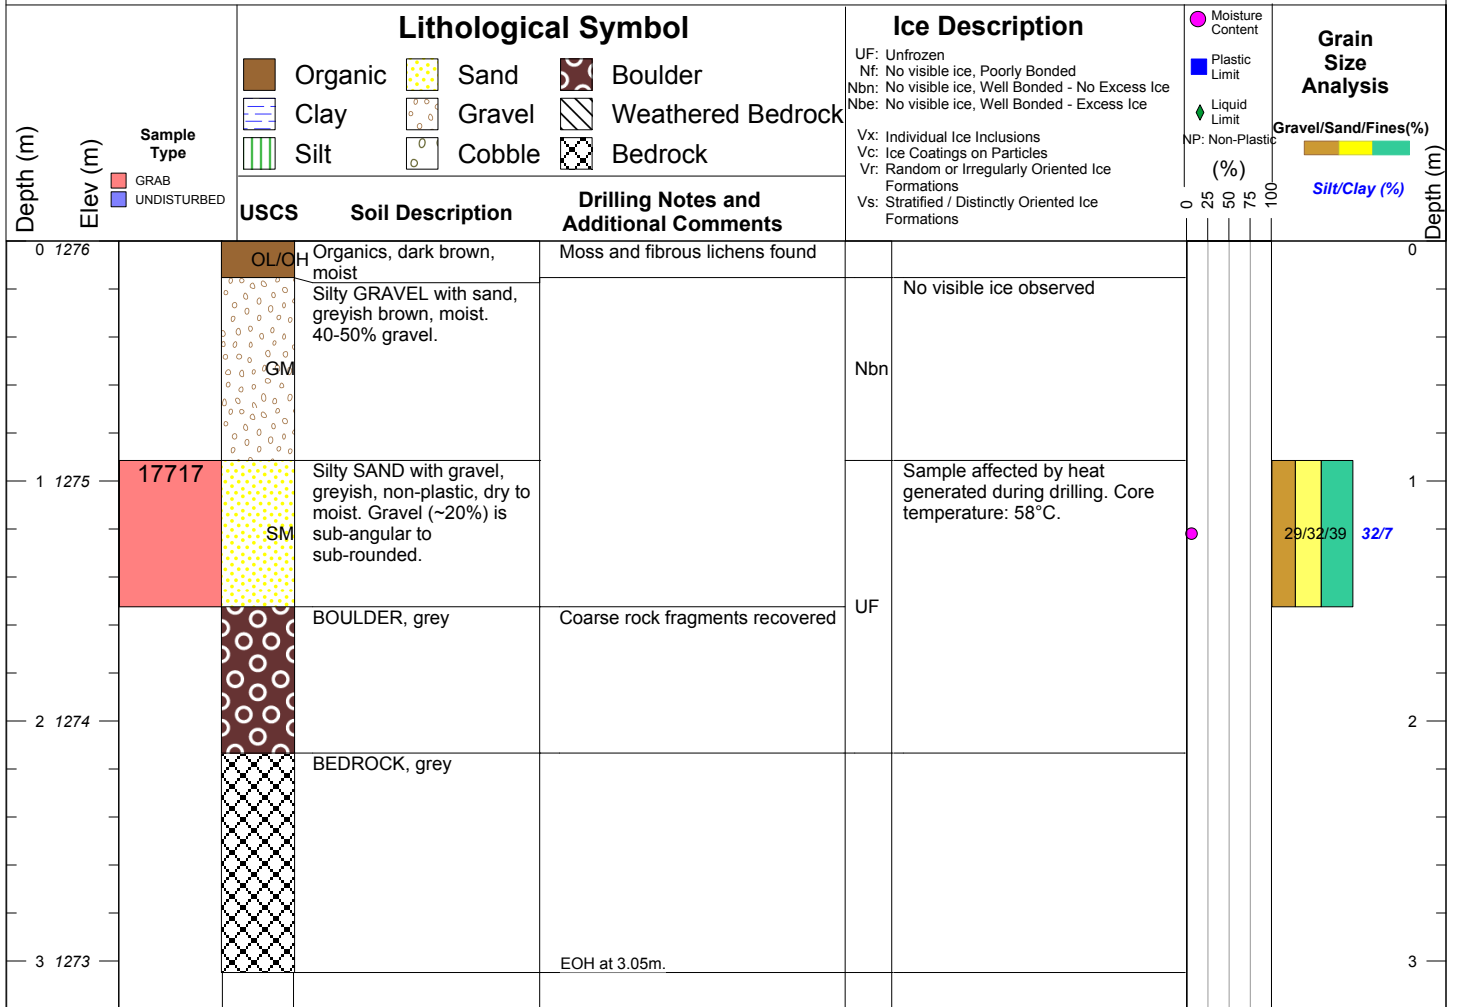 Depth (m)
Elev (m)
Sample
Type
GRAB
UNDISTURBED
Lithological Symbol
Organic
Sand
Boulder
Clay
Gravel
Weathered Bedrock
Silt
Cobble
Bedrock
USCS
Soil Description
Drilling Notes and
Additional Comments
Ice Description
UF: Unfrozen
Nf: No visible ice, Poorly Bonded
Nbn: No visible ice, Well Bonded - No Excess Ice
Nbe: No visible ice, Well Bonded - Excess Ice
Vx: Individual Ice Inclusions
Vc: Ice Coatings on Particles
Vr: Random or Irregularly Oriented Ice
Formations
Vs: Stratified / Distinctly Oriented Ice
Formations
Moisture
Content
Plastic
Limit
Liquid
Limit
NP: Non-Plastic
(%)
0 25 50 75 100
Grain
Size
Analysis
Gravel/Sand/Fines(%)
Silt/Clay (%)
Depth (m)
0 1276
OL/OH
Organics, dark brown,
moist
Moss and fibrous lichens found
0
Silty GRAVEL with sand,
greyish brown, moist.
40-50% gravel.
No visible ice observed
GM
Nbn
1 1275
17717
Silty SAND with gravel,
greyish, non-plastic, dry to
moist. Gravel (~20%) is
sub-angular to
sub-rounded.
SM
Sample affected by heat
generated during drilling. Core
temperature: 58°C.
1
29/32/39
32/7
UF
BOULDER, grey
Coarse rock fragments recovered
2 1274
2
BEDROCK, grey
3 1273
EOH at 3.05m.
3